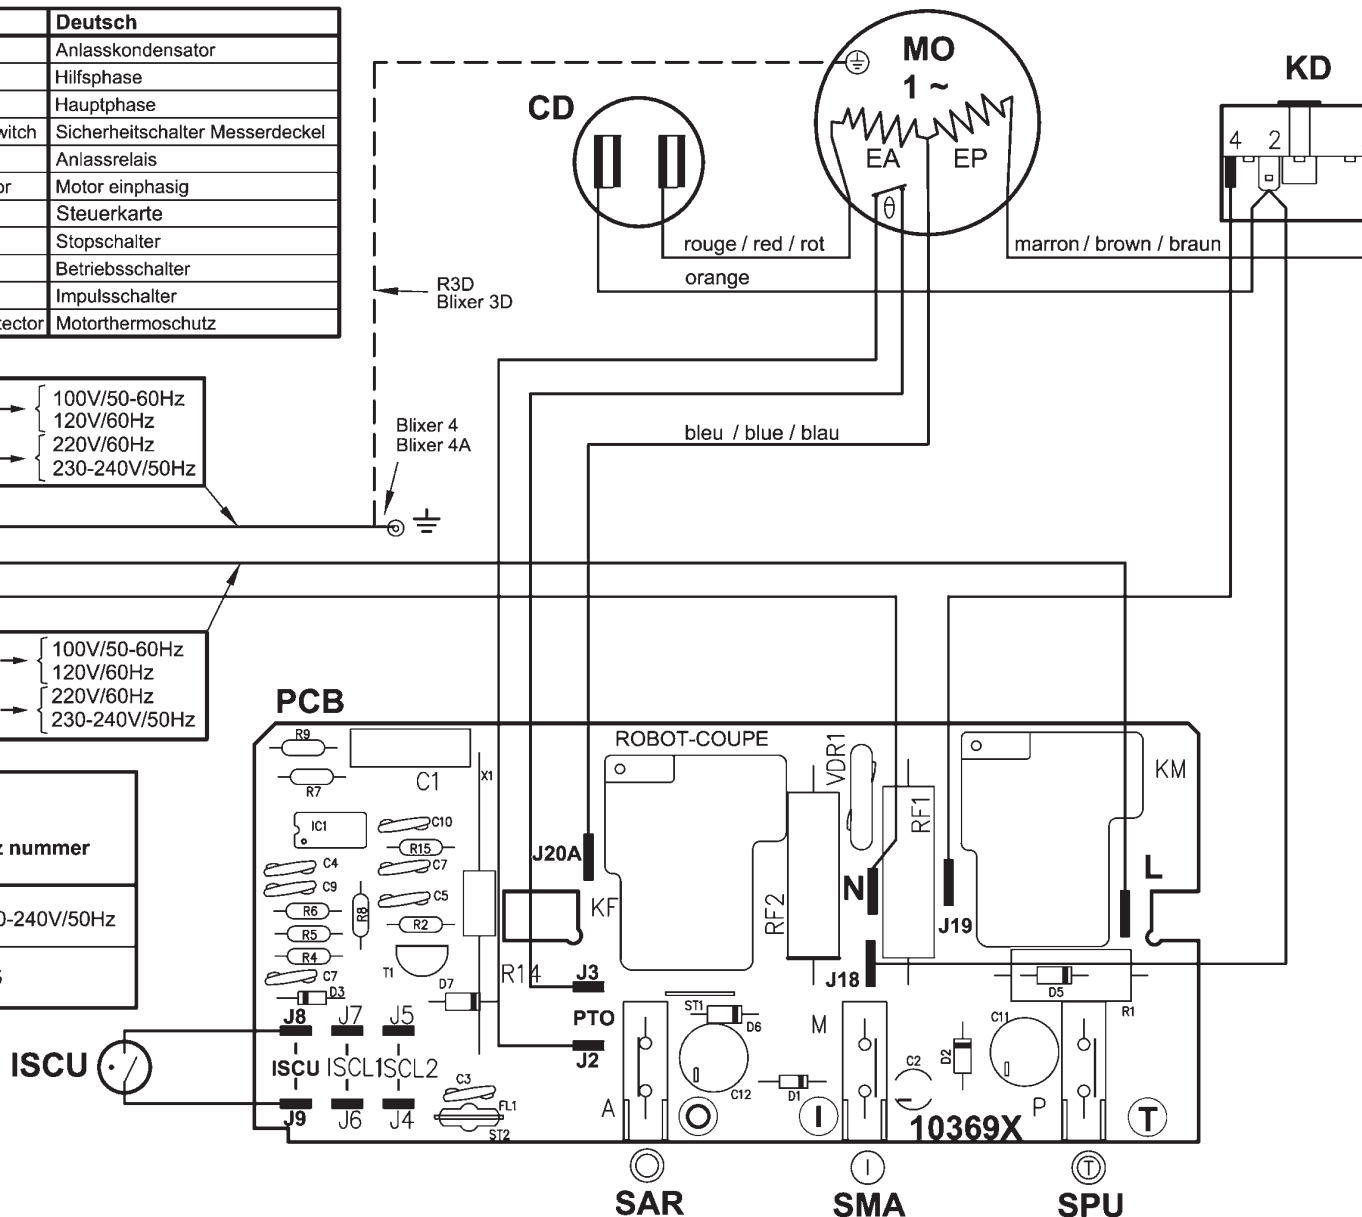 Deutsch
Anlasskondensator
Hilfsphase
Hauptphase
witch Sicherheitschalter Messerdeckel
Anlassrelais
or Motor einphasig
Steuerkarte
Stopschalter
Betriebsschalter
Impulsschalter
tector Motorthermoschutz
CD
MO
1 ~
EA EP
θ
KD
4 2
rouge / red / rot
marron / brown / braun
orange
R3D
Blixer 3D
100V/50-60Hz
120V/60Hz
220V/60Hz
230-240V/50Hz
Blixer 4
Blixer 4A
bleu / blue / blau
100V/50-60Hz
120V/60Hz
220V/60Hz
230-240V/50Hz
z nummer
0-240V/50Hz
PCB
ROBOT-COUPE
R9
R7
C1
X1
IC1
C10
R15
C4
C7
C9
C5
R6
R8
R2
R5
R4
C7
T1
D3
D7
R14
J20A
KF
RF2
VDR1
RF1
N
J19
J18
KM
L
J3
PTO
J2
ST1
D6
C12
M
D1
C2
D2
C11
D5
R1
J8 J7 J5
ISCU
ISCU ISCL1 ISCL2
J9 J6 J4
C3
FL1
ST2
A
O
I
10369X
P
T
I
T
SAR
SMA
SPU